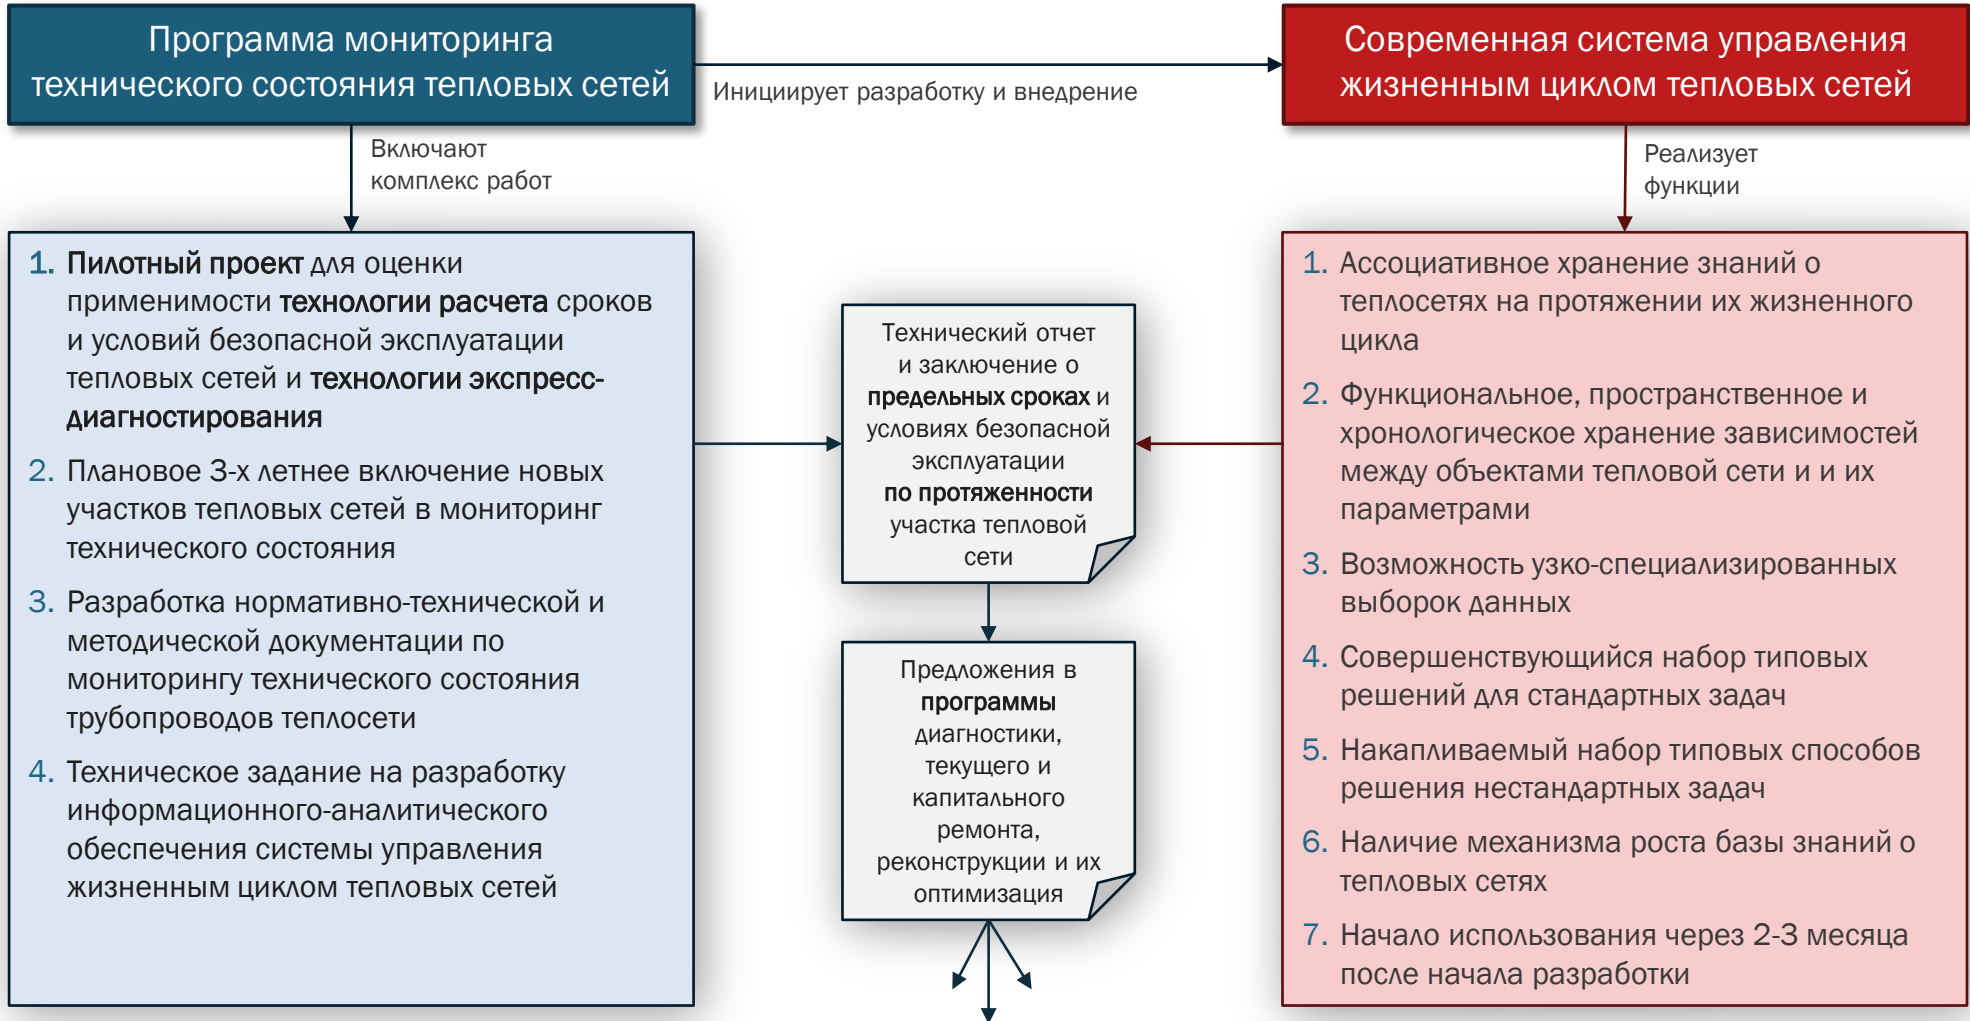 Программа мониторинга
технического состояния тепловых сетей
Инициирует разработку и внедрение
Современная система управления
жизненным циклом тепловых сетей
Включают
комплекс работ
Реализует
функции
1. Пилотный проект для оценки
применимости технологии расчета сроков
и условий безопасной эксплуатации
тепловых сетей и технологии экспресс-
диагностирования
2. Плановое 3-х летнее включение новых
участков тепловых сетей в мониторинг
технического состояния
3. Разработка нормативно-технической и
методической документации по
мониторингу технического состояния
трубопроводов теплосети
4. Техническое задание на разработку
информационного-аналитического
обеспечения системы управления
жизненным циклом тепловых сетей
Технический отчет
и заключение о
предельных сроках и
условиях безопасной
эксплуатации
по протяженности
участка тепловой
сети
Предложения в
программы
диагностики,
текущего и
капитального
ремонта,
реконструкции и их
оптимизация
1. Ассоциативное хранение знаний о
теплосетях на протяжении их жизненного
цикла
2. Функциональное, пространственное и
хронологическое хранение зависимостей
между объектами тепловой сети и и их
параметрами
3. Возможность узко-специализированных
выборок данных
4. Совершенствующийся набор типовых
решений для стандартных задач
5. Накапливаемый набор типовых способов
решения нестандартных задач
6. Наличие механизма роста базы знаний о
тепловых сетях
7. Начало использования через 2-3 месяца
после начала разработки